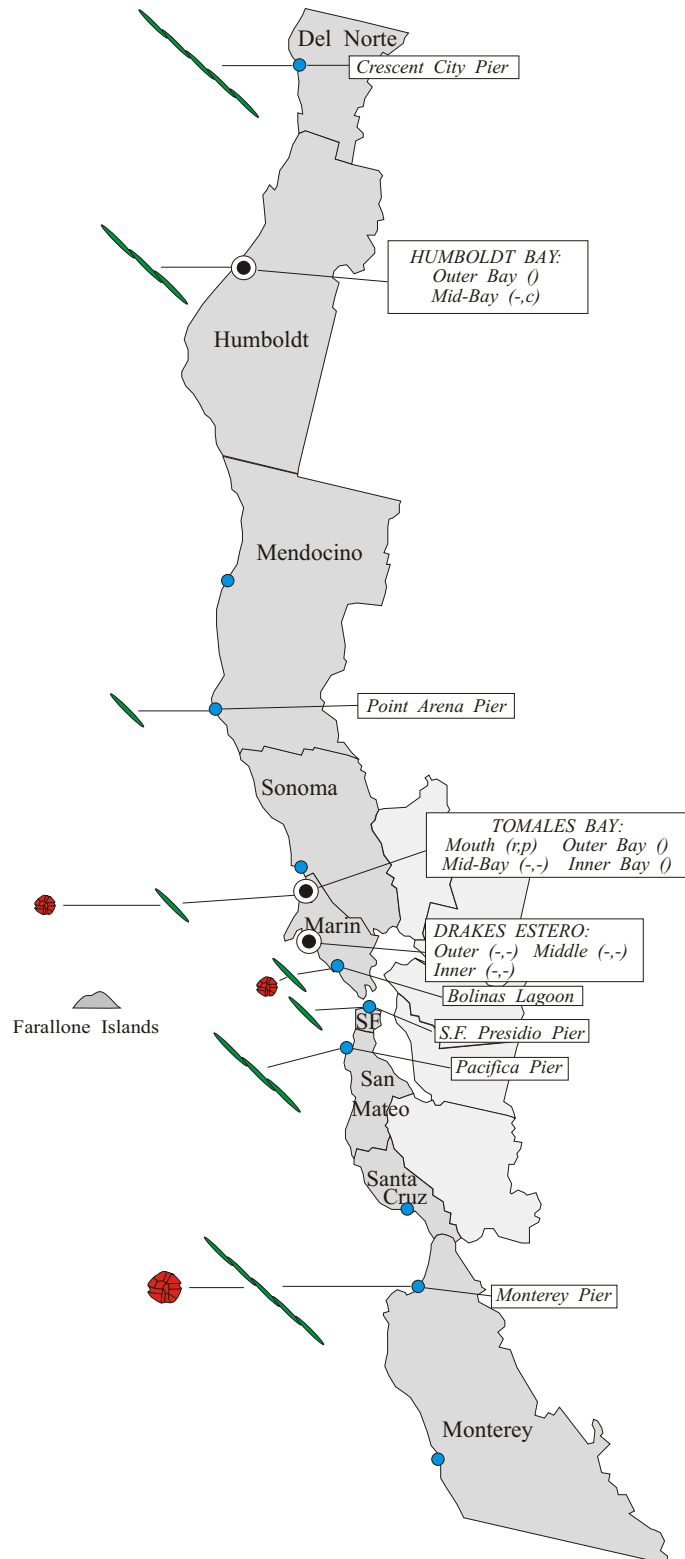 Del Norte
Crescent City Pier
HUMBOLDT BAY:
Outer Bay ()
Mid-Bay (-,c)
Humboldt
Mendocino
Point Arena Pier
Sonoma
TOMALES BAY:
Mouth (r,p) Outer Bay ()
Mid-Bay (-,-) Inner Bay ()
Marin
DRAKES ESTERO:
Outer (-,-) Middle (-,-)
Inner (-,-)
Bolinas Lagoon
Farallone Islands
SF
S.F. Presidio Pier
Pacifica Pier
San
Mateo
Santa
Cruz
Monterey Pier
Monterey